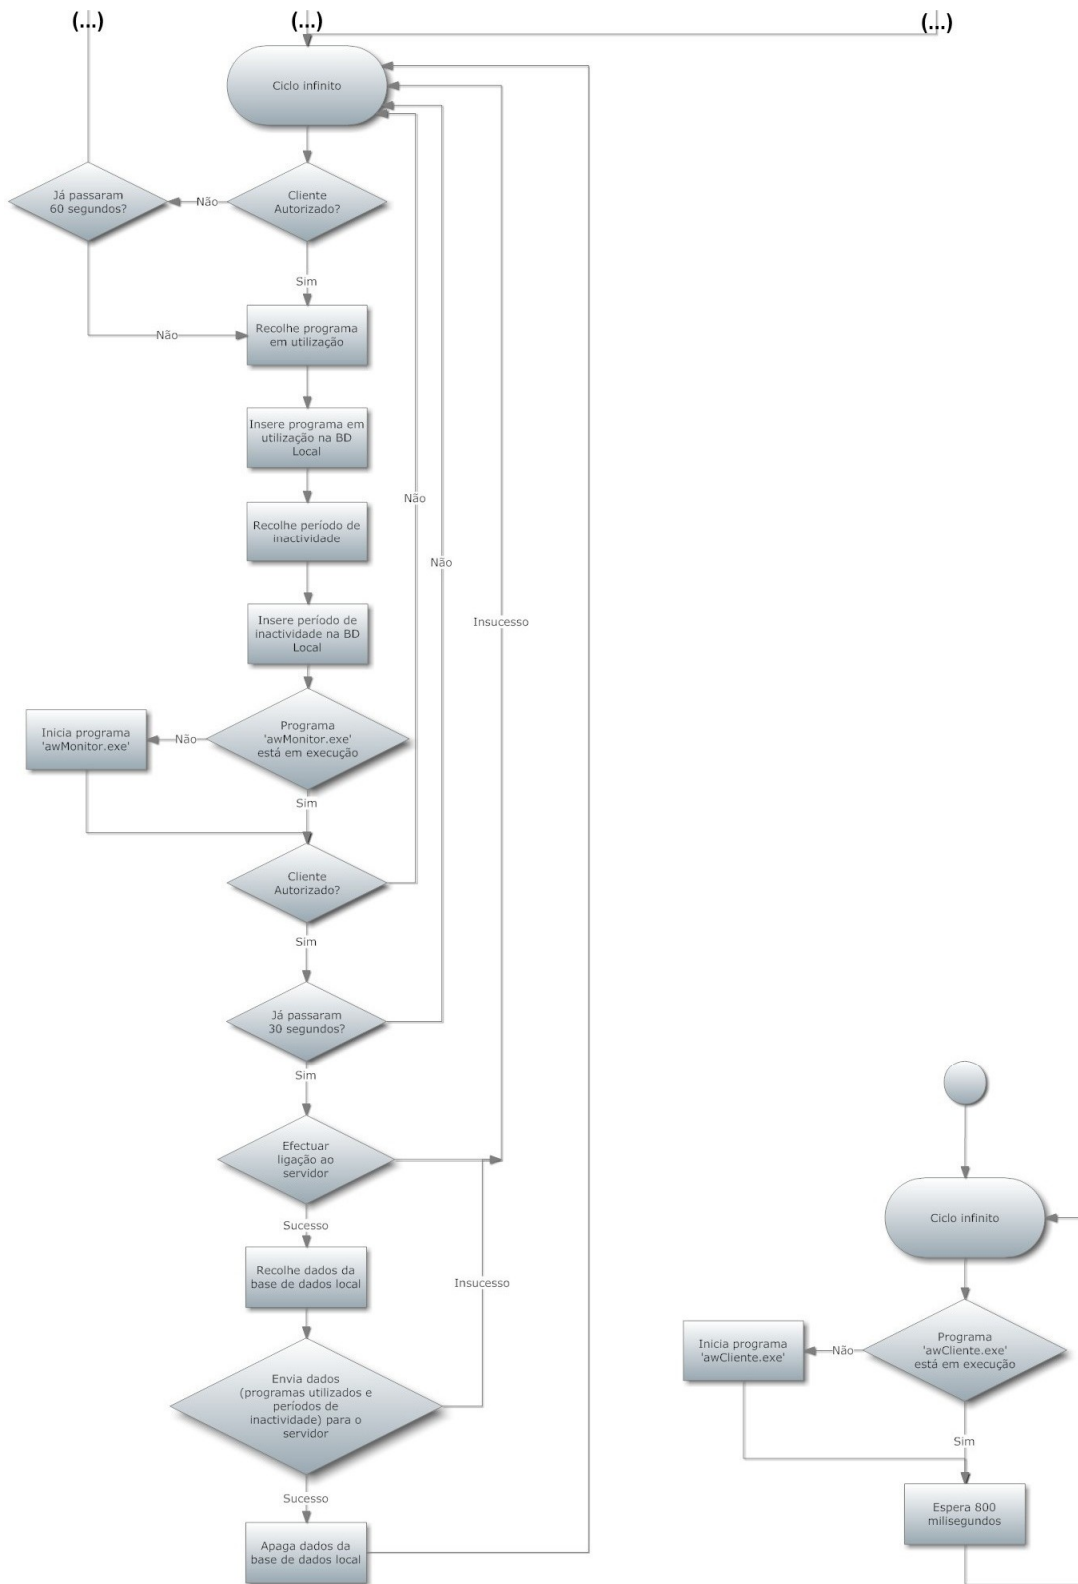 (...)
(...)
(...)
Ciclo infinito
Já passaram
60 segundos?
Não
Cliente
Autorizado?
Sim
Não
Recolhe programa
em utilização
Insere programa em
utilização na BD
Local
Não
Recolhe período de
inactividade
Não
Insere período de
inactividade na BD
Local
Insucesso
Inicia programa
'awMonitor.exe'
Não
Programa
'awMonitor.exe'
está em execução
Sim
Cliente
Autorizado?
Sim
Já passaram
30 segundos?
Sim
Efectuar
ligação ao
servidor
Sucesso
Recolhe dados da
base de dados local
Insucesso
Envia dados
(programas utilizados e
períodos de
inactividade) para o
servidor
Sucesso
Apaga dados da
base de dados local
Ciclo infinito
Inicia programa
'awCliente.exe'
Não
Programa
'awCliente.exe'
está em execução
Sim
Espera 800
milisegundos